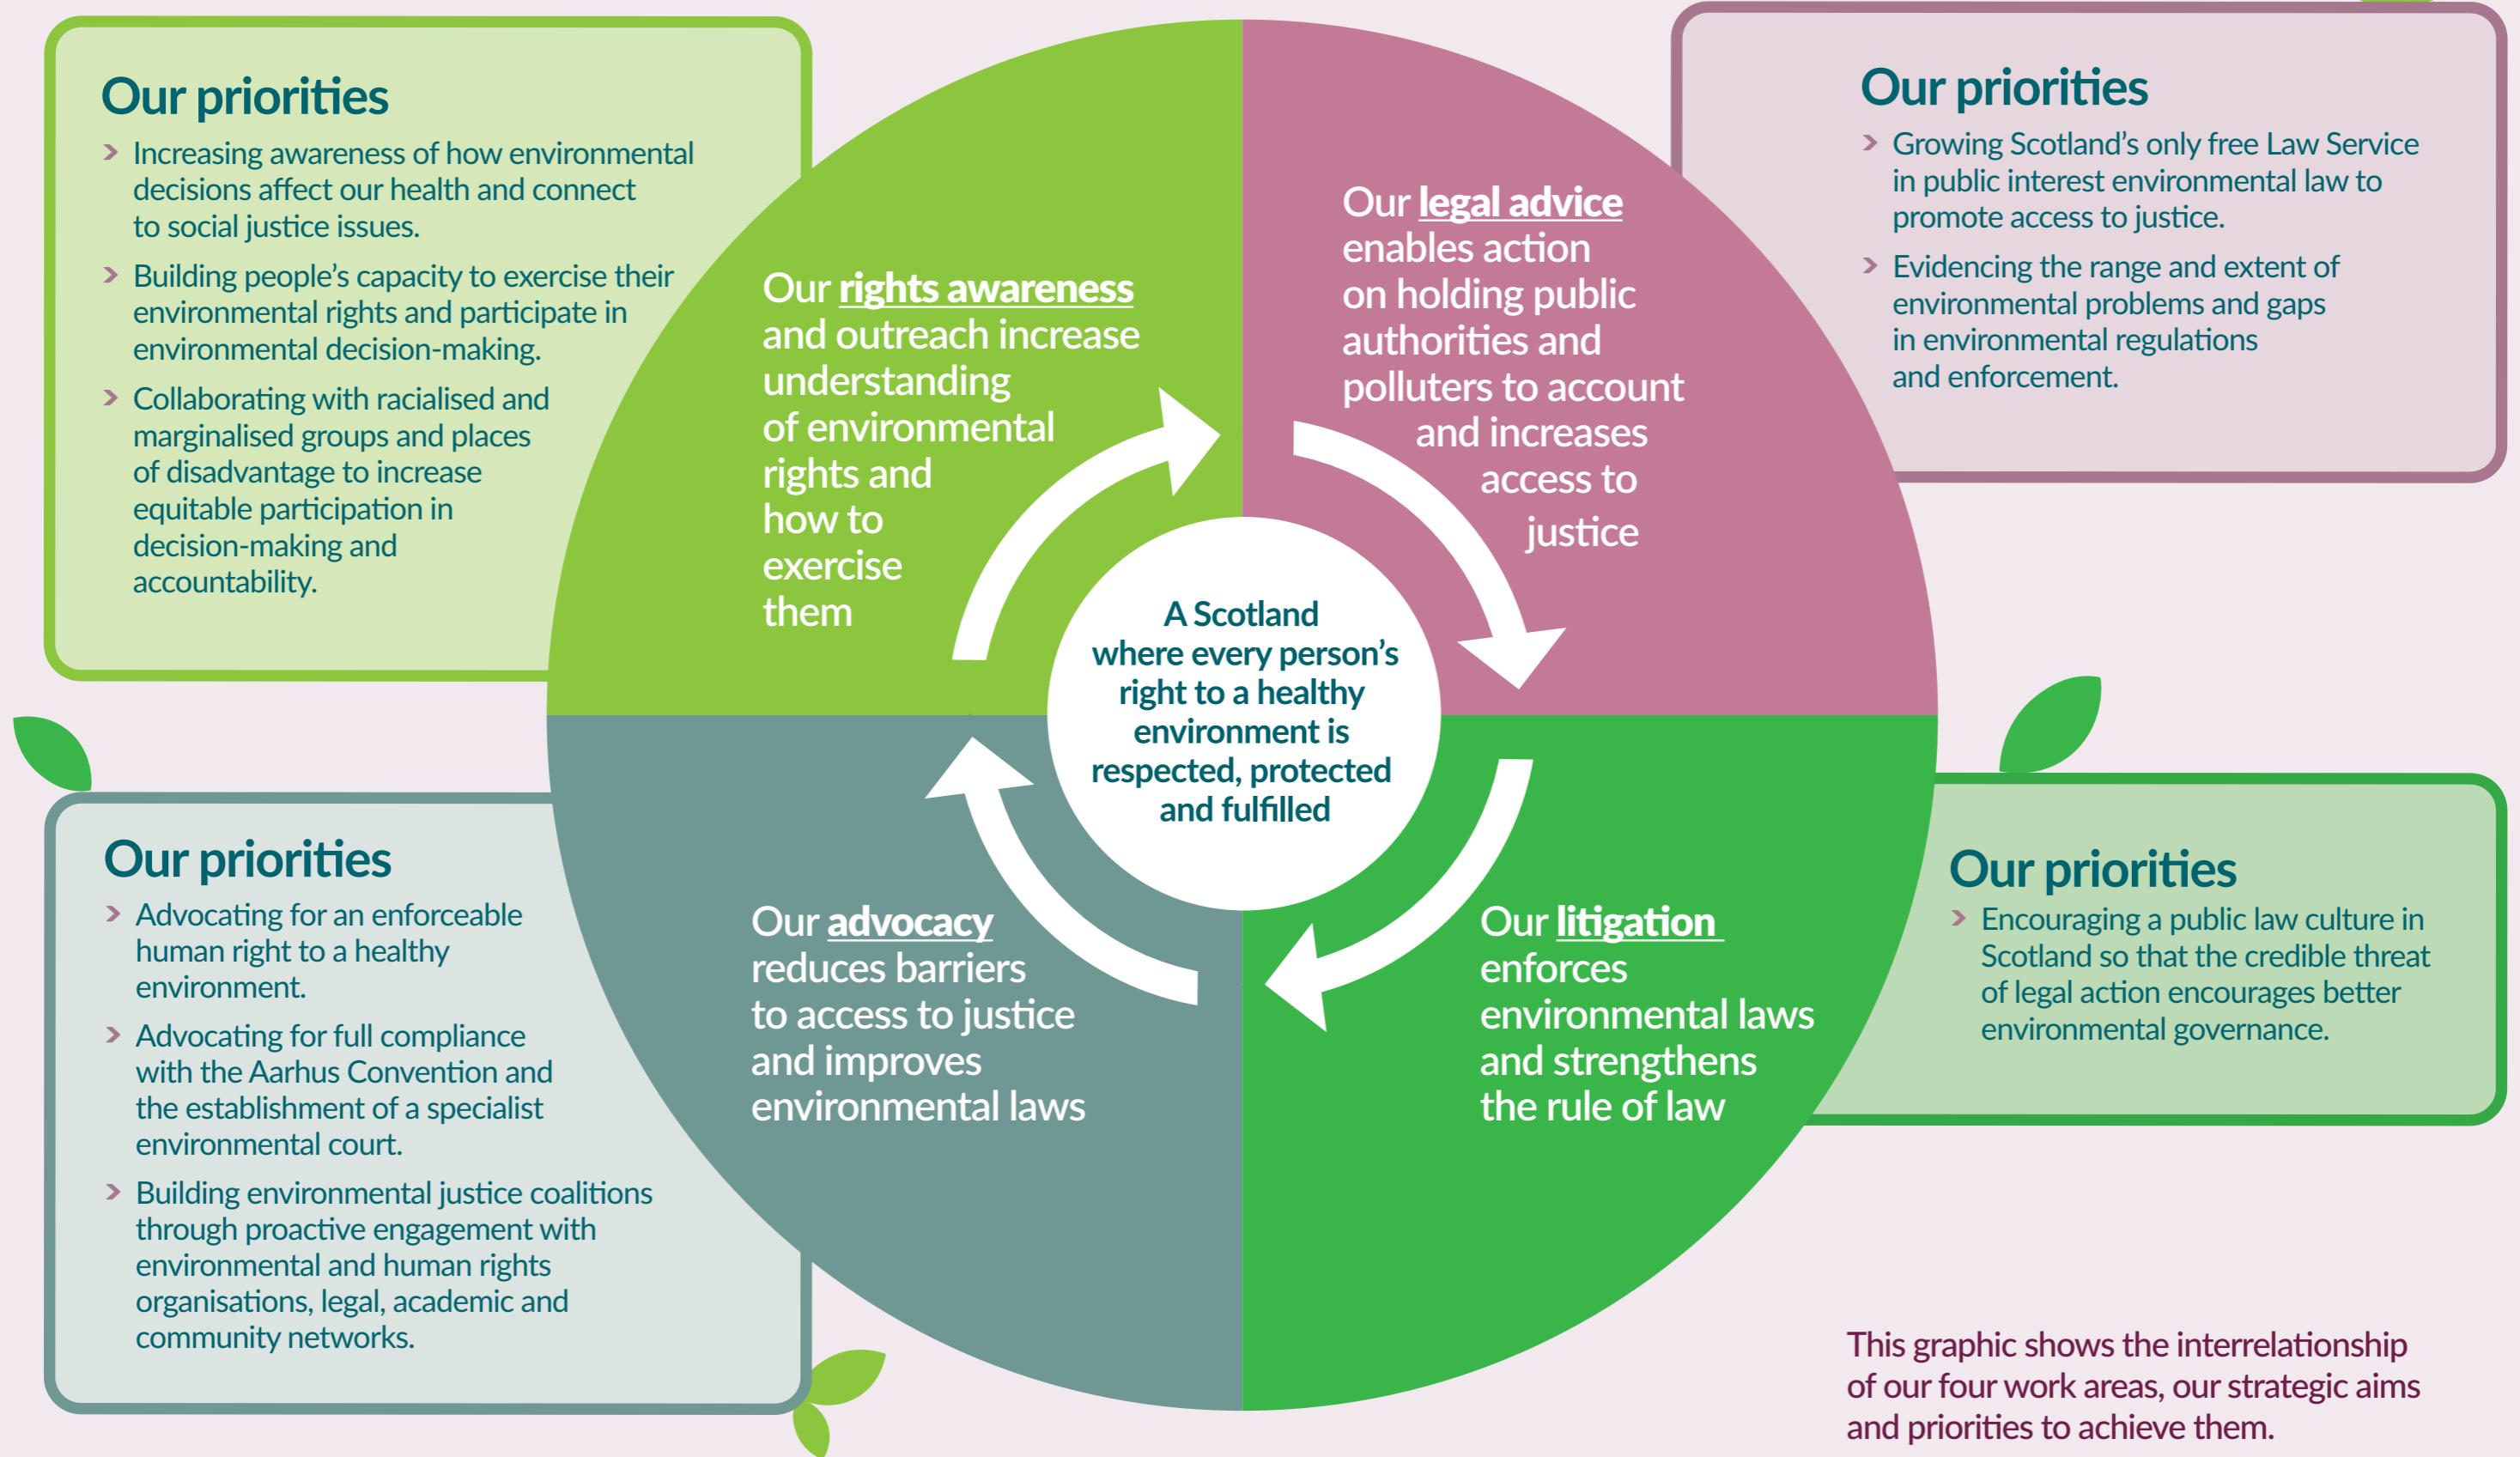 Our priorities
› Increasing awareness of how environmental
decisions affect our health and connect
to social justice issues.
› Building people’s capacity to exercise their
environmental rights and participate in
environmental decision-making.
› Collaborating with racialised and
marginalised groups and places
of disadvantage to increase
equitable participation in
decision-making and
accountability.
Our rights awareness
and outreach increase
understanding
of environmental
rights and
how to
exercise
them
Our legal advice
enables action
on holding public
authorities and
polluters to account
and increases
access to
justice
Our priorities
› Growing Scotland’s only free Law Service
in public interest environmental law to
promote access to justice.
› Evidencing the range and extent of
environmental problems and gaps
in environmental regulations
and enforcement.
A Scotland
where every person’s
right to a healthy
environment is
respected, protected
and fulfilled
Our priorities
› Advocating for an enforceable
human right to a healthy
environment.
› Advocating for full compliance
with the Aarhus Convention and
the establishment of a specialist
environmental court.
› Building environmental justice coalitions
through proactive engagement with
environmental and human rights
organisations, legal, academic and
community networks.
Our advocacy
reduces barriers
to access to justice
and improves
environmental laws
Our litigation
enforces
environmental laws
and strengthens
the rule of law
Our priorities
› Encouraging a public law culture in
Scotland so that the credible threat
of legal action encourages better
environmental governance.
This graphic shows the interrelationship
of our four work areas, our strategic aims
and priorities to achieve them.